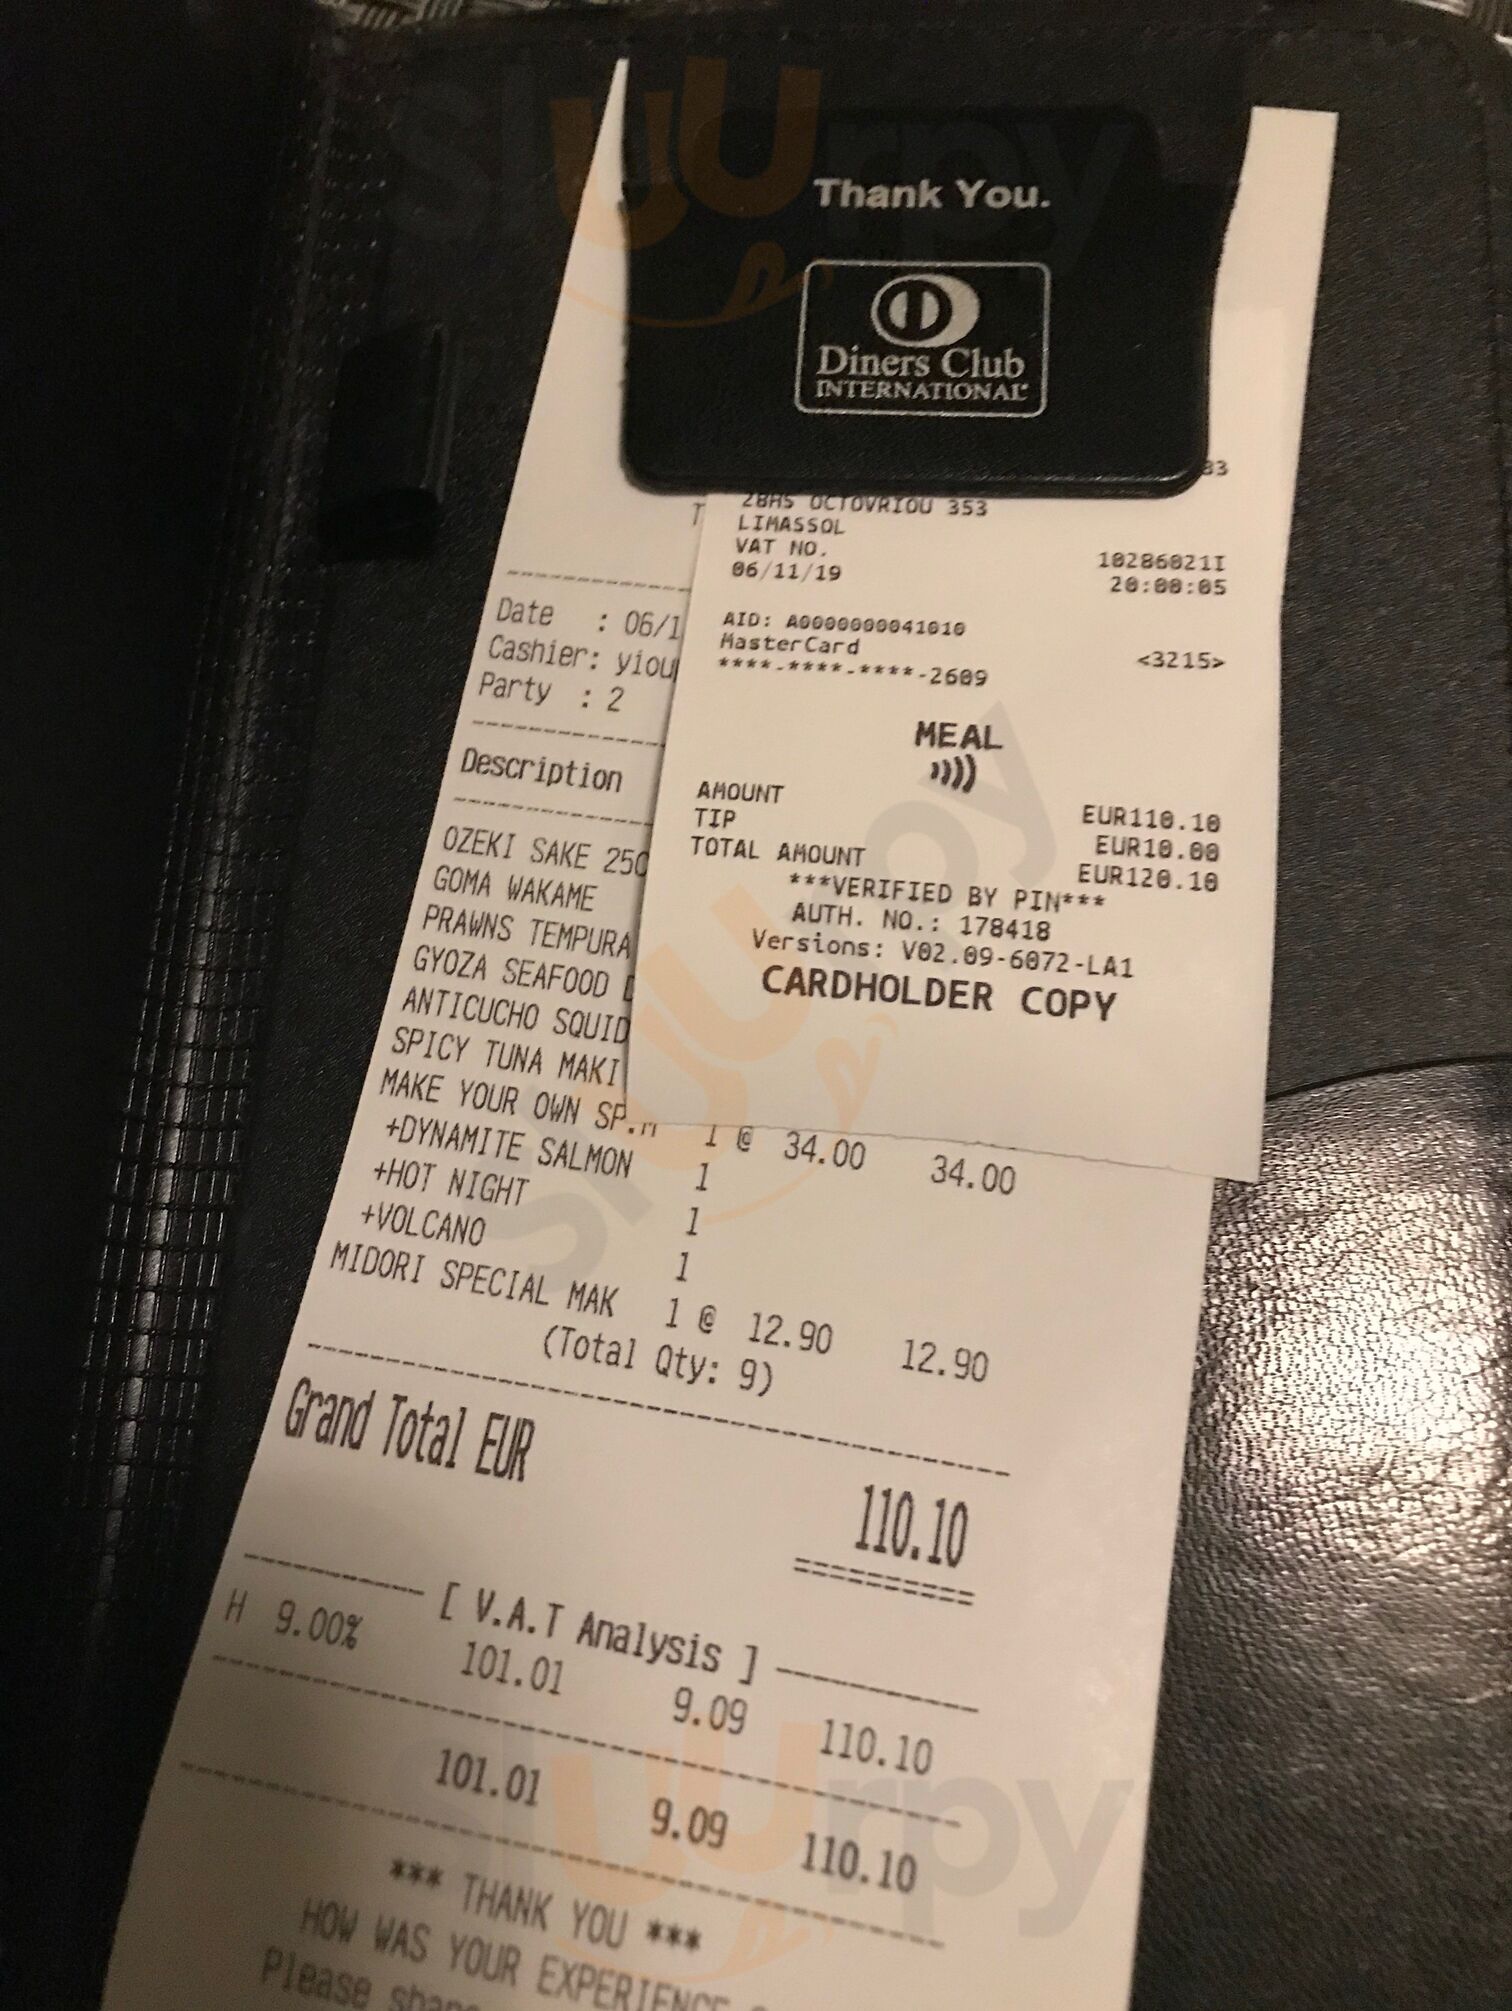 Thank You.
Diners Club
INTERNATIONAL
83
28HS OCTOVRIOU 353
LIMASSOL
VAT NO. 10286021I
06/11/19 20:00:05
AID: A0000000041010
MasterCard <3215>
****-****-****-2609
MEAL
AMOUNT EUR110.10
TIP EUR10.00
TOTAL AMOUNT EUR120.10
***VERIFIED BY PIN***
AUTH. NO.: 178418
Versions: V02.09-6072-LA1
CARDHOLDER COPY
T
Date : 06/1
Cashier: yiou
Party : 2
Description
OZEKI SAKE 250
GOMA WAKAME
PRAWNS TEMPURA
GYOZA SEAFOOD
ANTICUCHO SQUID
SPICY TUNA MAKI
MAKE YOUR OWN SP.M 1 @ 34.00 34.00
+DYNAMITE SALMON 1
+HOT NIGHT 1
+VOLCANO 1
MIDORI SPECIAL MAK 1 @ 12.90 12.90
(Total Qty: 9)
Grand Total EUR 110.10
[ V.A.T Analysis ]
H 9.00% 101.01 9.09 110.10
101.01 9.09 110.10
*** THANK YOU ***
HOW WAS YOUR EXPERIENCE
Please
sluurpy
sluurpy
sluurpy